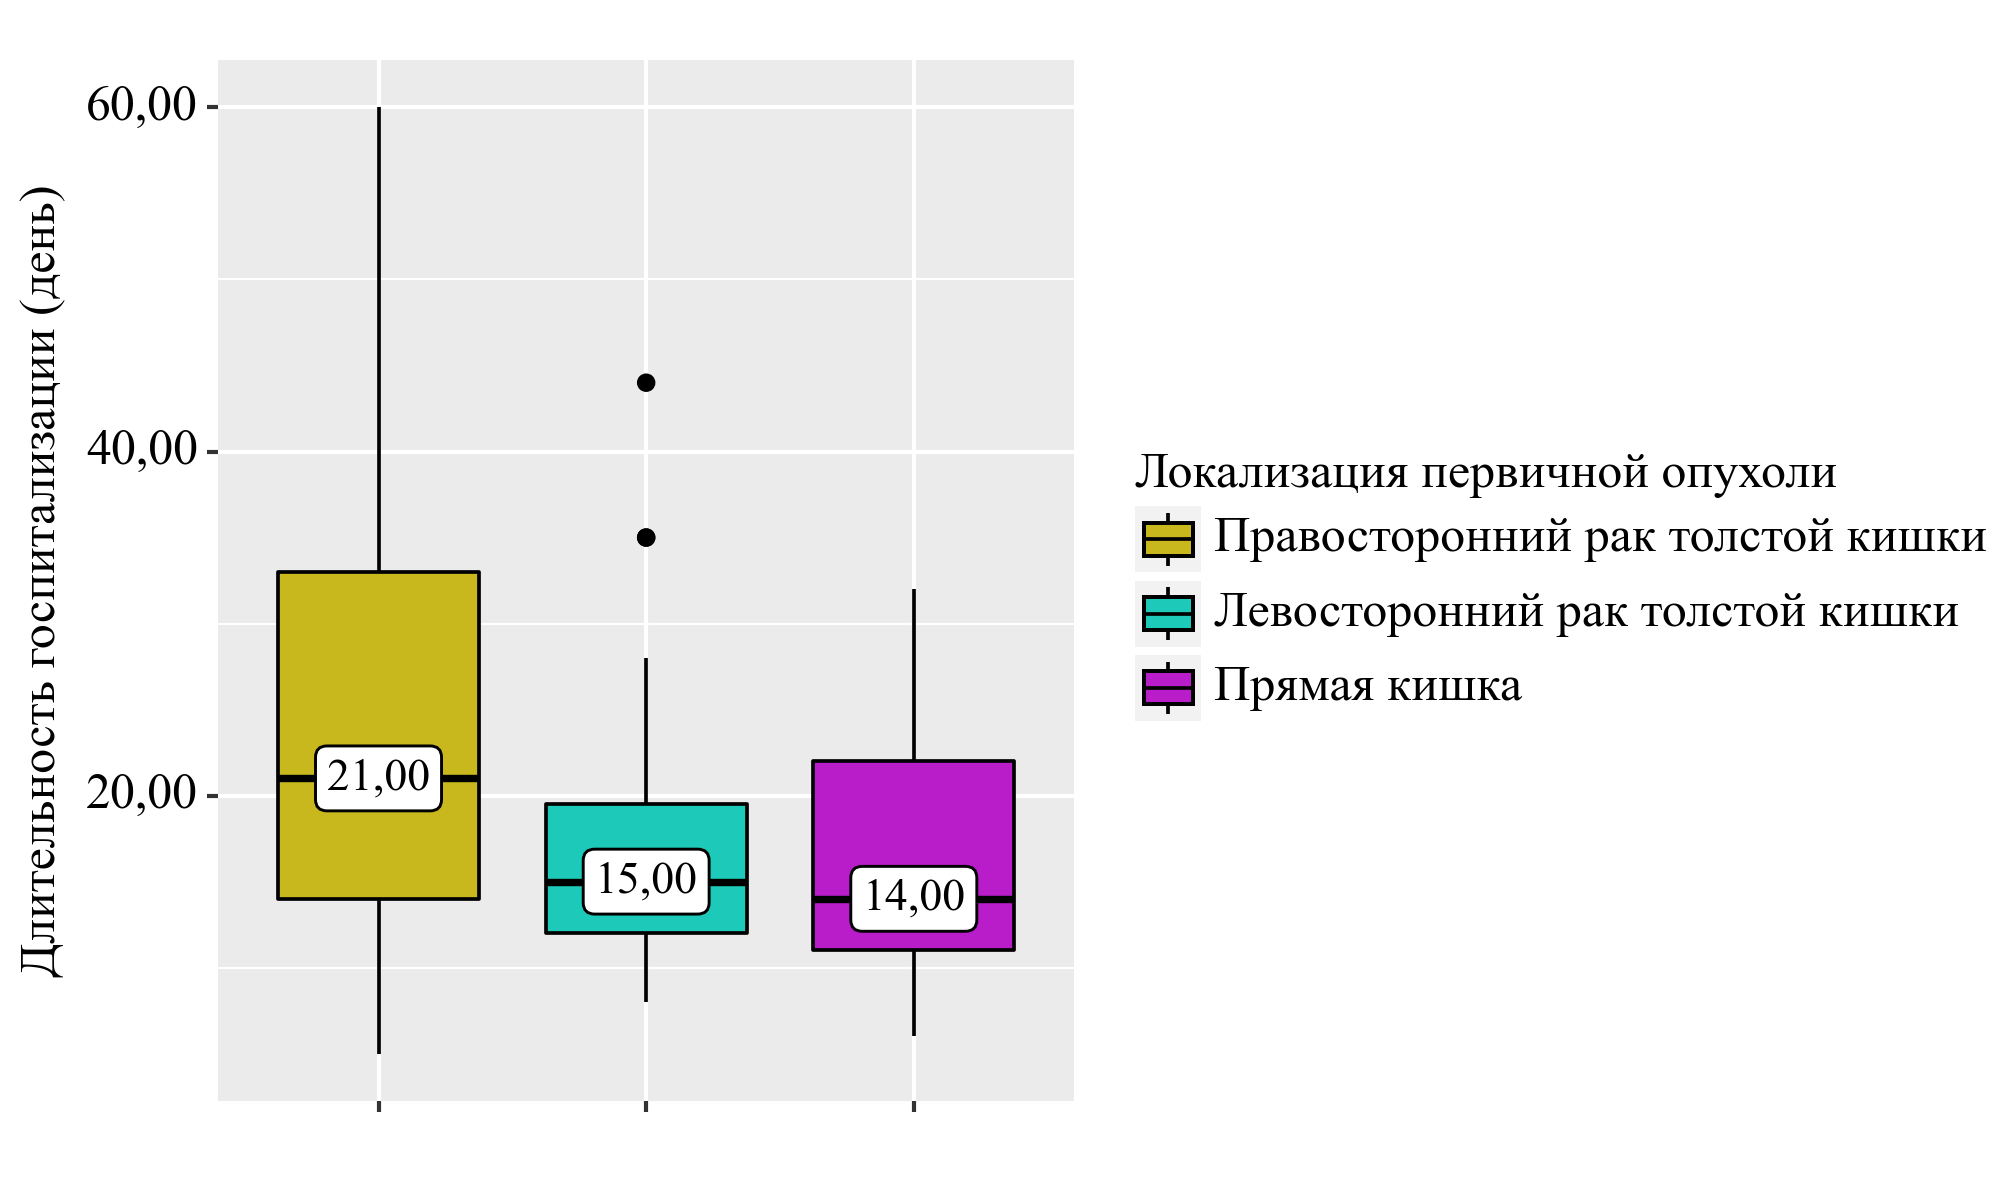 Длительность госпитализации (день)
60,00
40,00
20,00
21,00
15,00
14,00
Локализация первичной опухоли
Правосторонний рак толстой кишки
Левосторонний рак толстой кишки
Прямая кишка